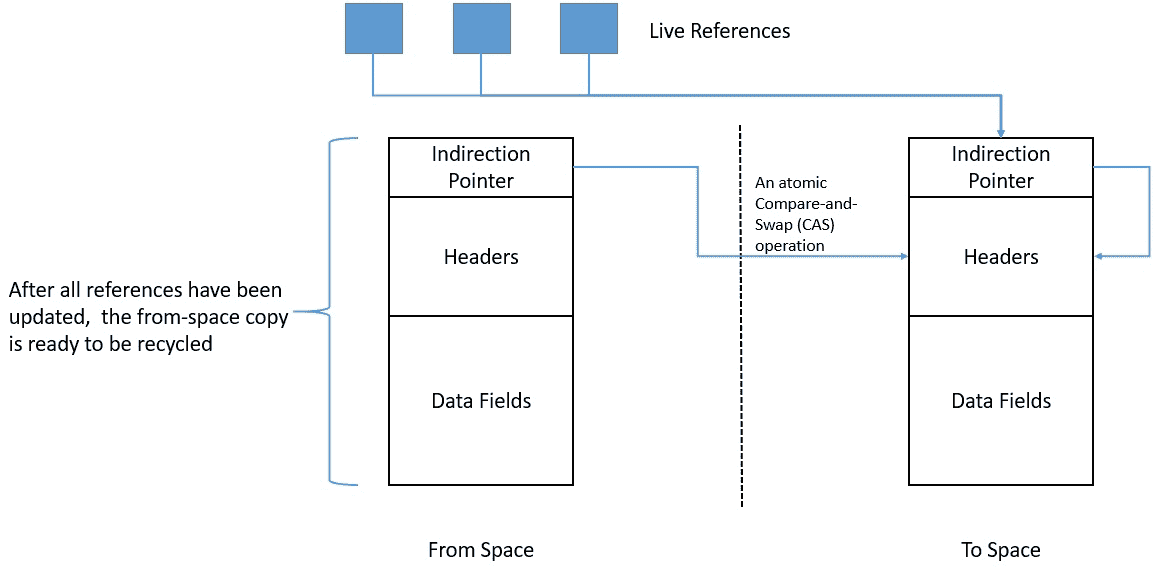 Live References
Indirection
Pointer
Headers
Data Fields
After all references have been
updated,  the from-space copy
is ready to be recycled
An atomic
Compare-and-
Swap (CAS)
operation
Indirection
Pointer
Headers
Data Fields
From Space
To Space